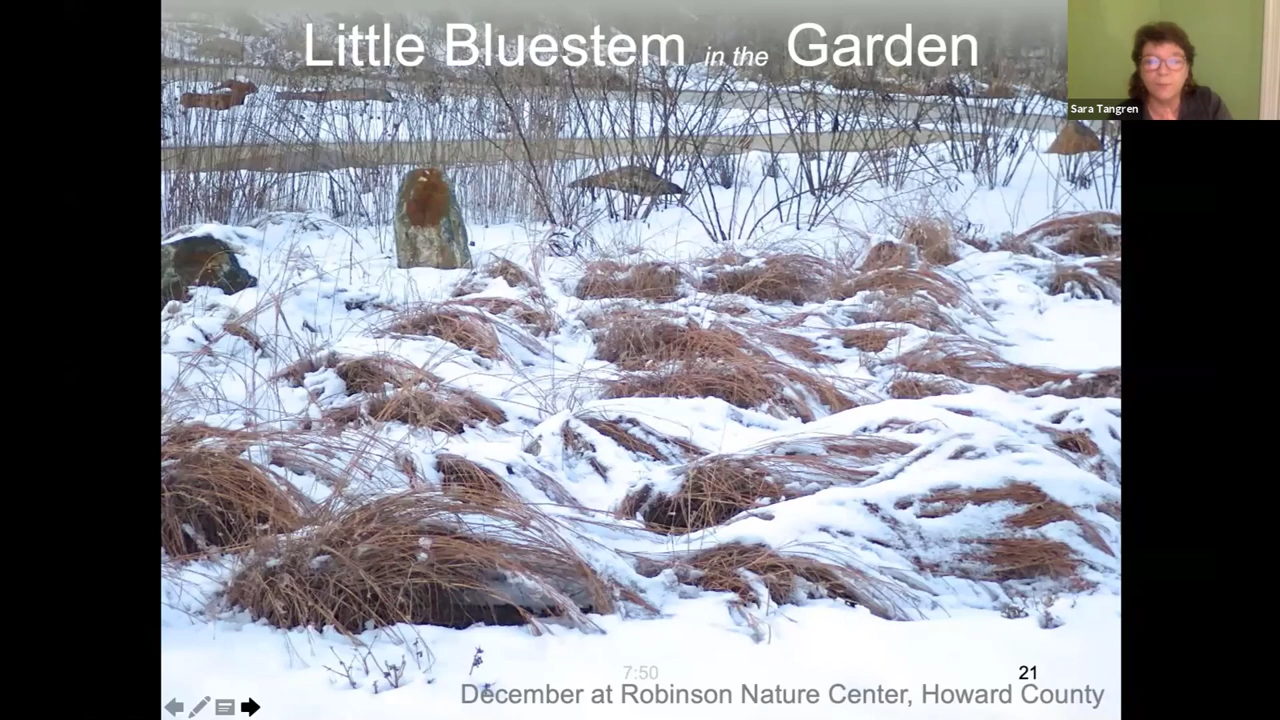 Little Bluestem in the Garden
Sara Tangren
7:50
21
December at Robinson Nature Center, Howard County